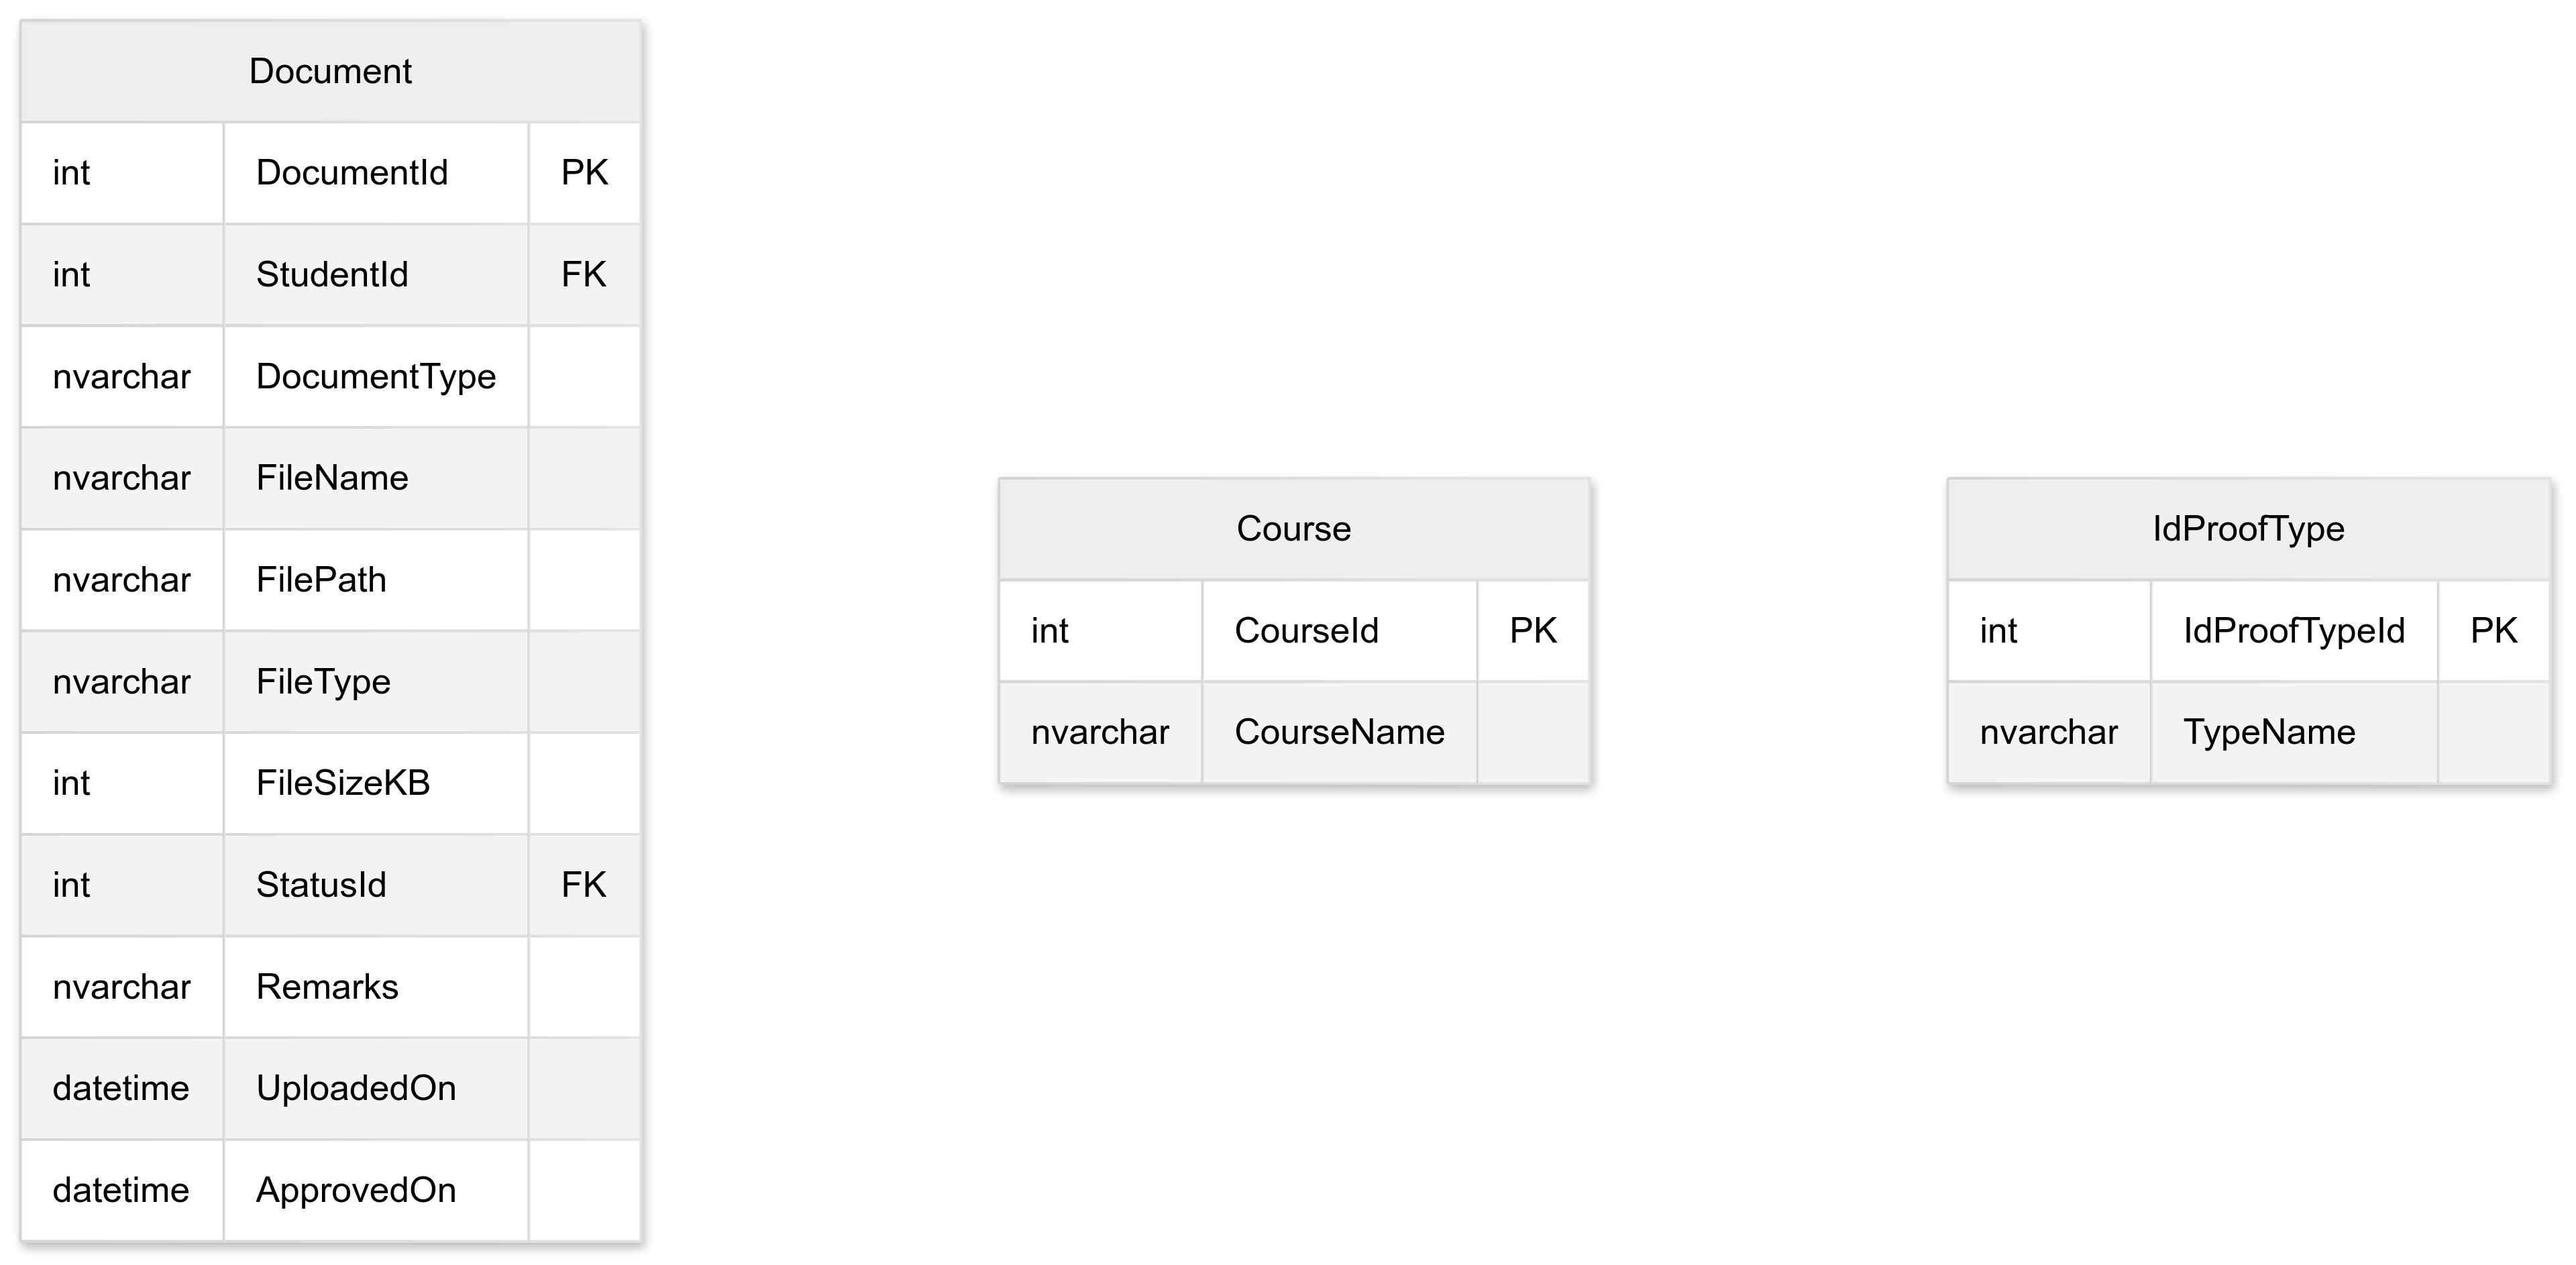 Document
int DocumentId PK
int StudentId FK
nvarchar DocumentType
nvarchar FileName
nvarchar FilePath
nvarchar FileType
int FileSizeKB
int StatusId FK
nvarchar Remarks
datetime UploadedOn
datetime ApprovedOn
Course
int CourseId PK
nvarchar CourseName
IdProofType
int IdProofTypeId PK
nvarchar TypeName